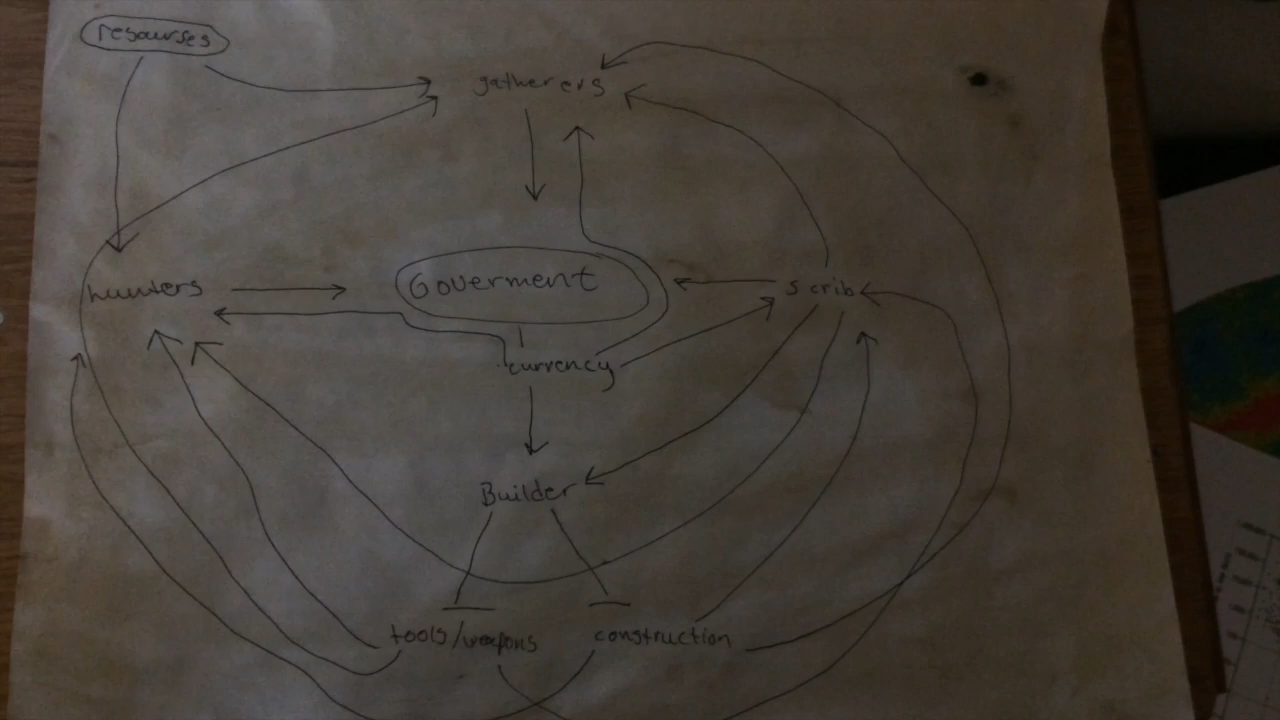 resourses
gatherers
hunters
Goverment
scrib
currency
Builder
tools/weapons
construction